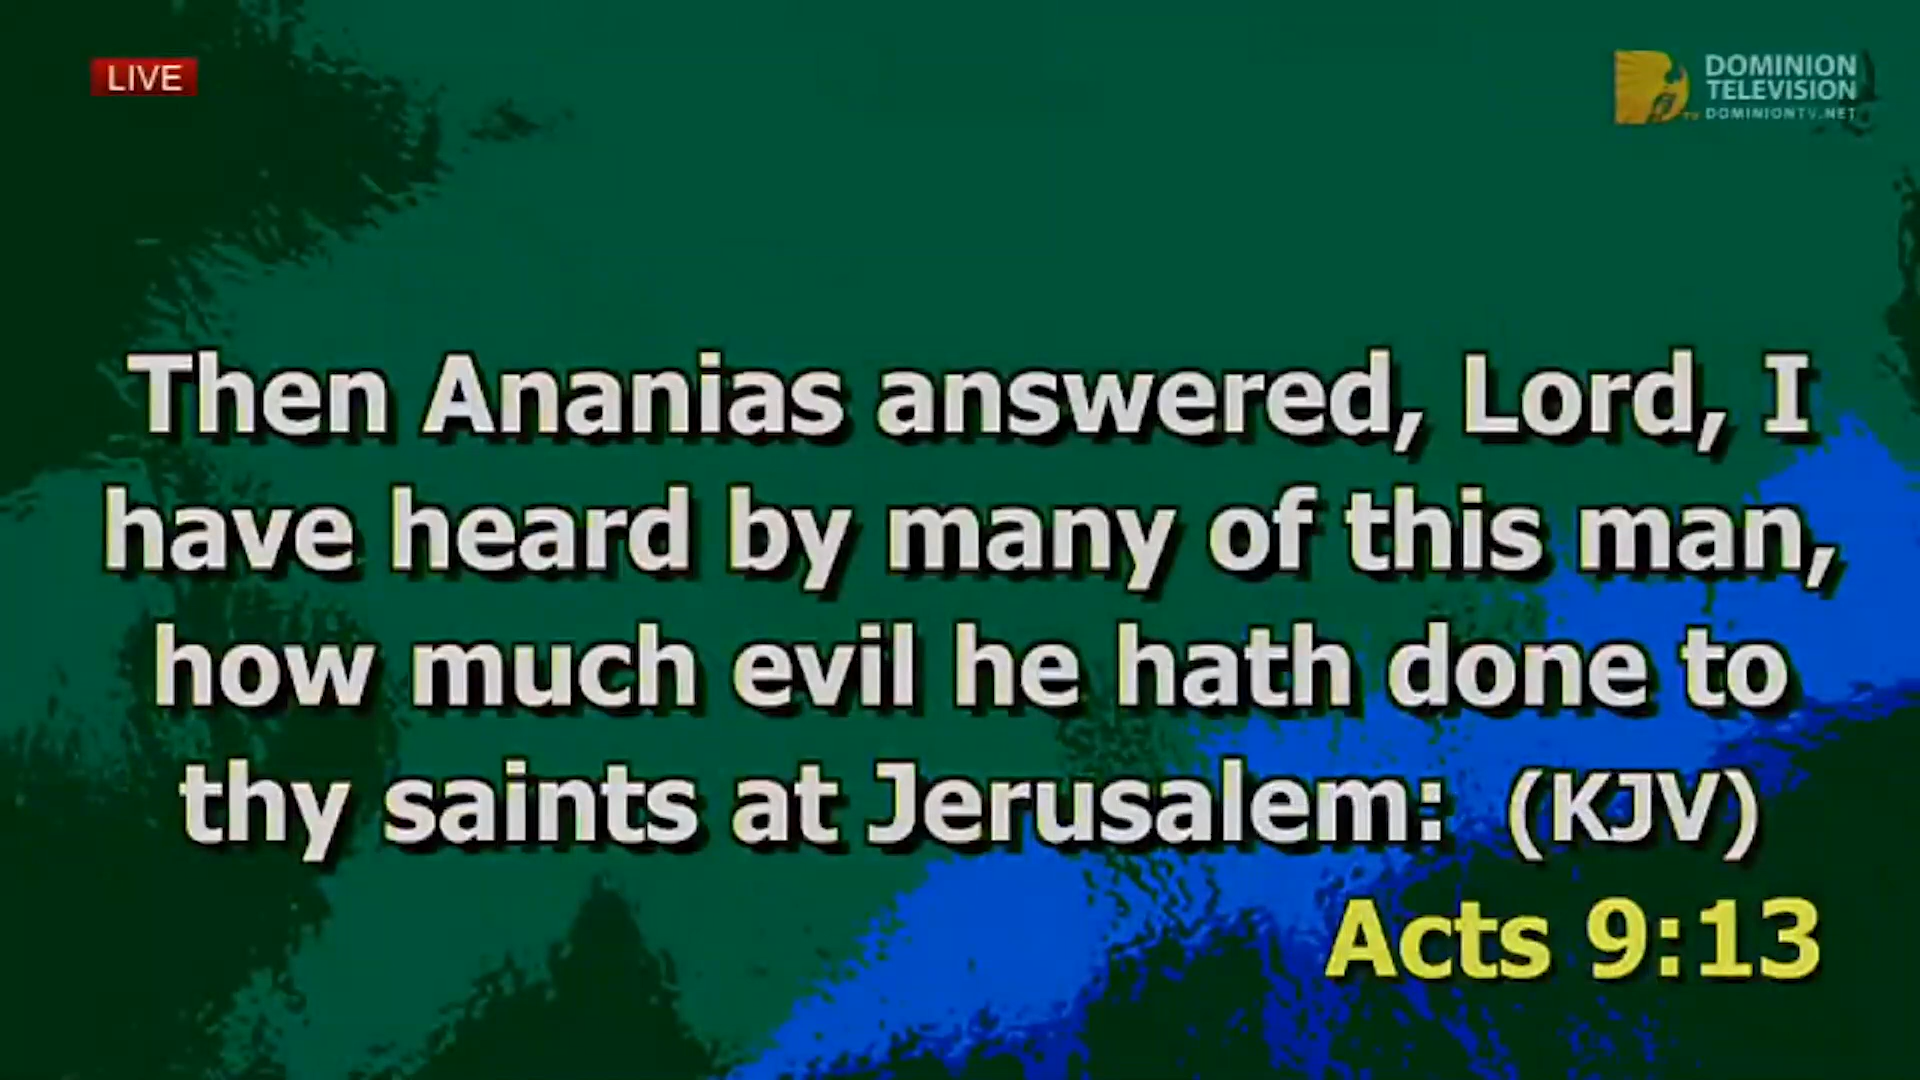 LIVE
DOMINION
TELEVISION
TV DOMINIONTV.NET
Then Ananias answered, Lord, I
have heard by many of this man,
how much evil he hath done to
thy saints at Jerusalem: (KJV)
Acts 9:13